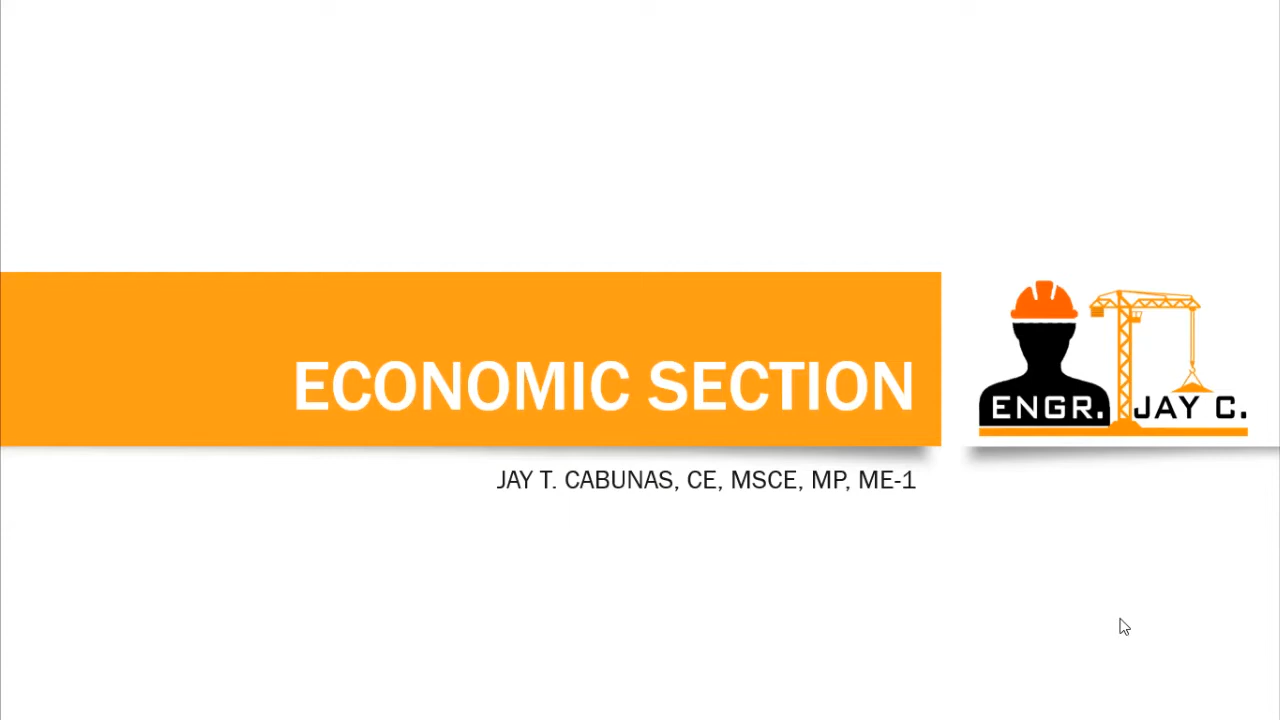 ECONOMIC SECTION
ENGR. JAY C.
JAY T. CABUNAS, CE, MSCE, MP, ME-1